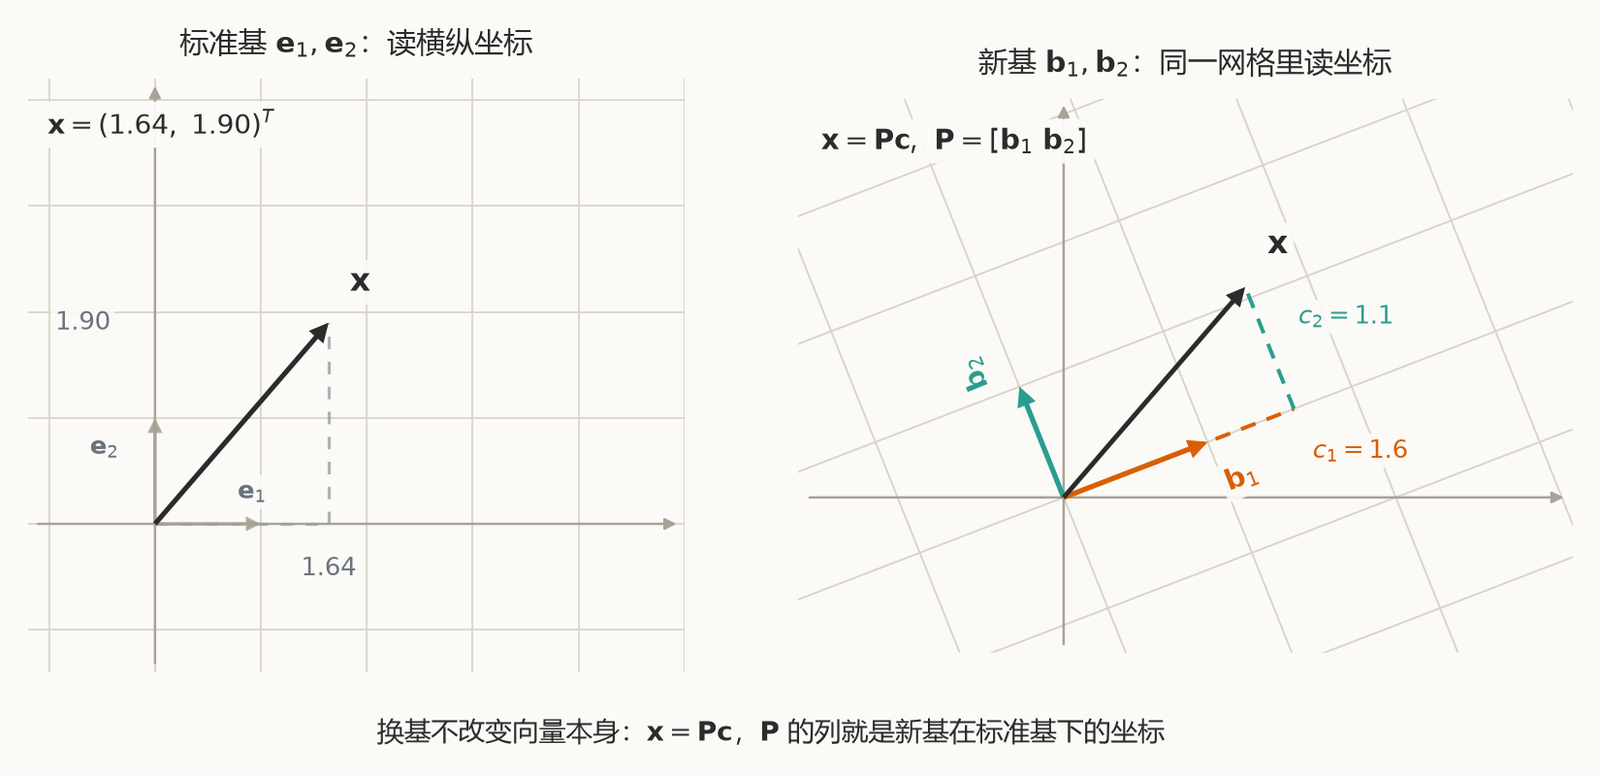 标准基 e₁, e₂：读横纵坐标
x = (1.64, 1.90)ᵀ
x
1.90
e₂
e₁
1.64
新基 b₁, b₂：同一网格里读坐标
x = Pc, P = [b₁ b₂]
x
c₂ = 1.1
b₂
c₁ = 1.6
b₁
换基不改变向量本身：x = Pc，P 的列就是新基在标准基下的坐标